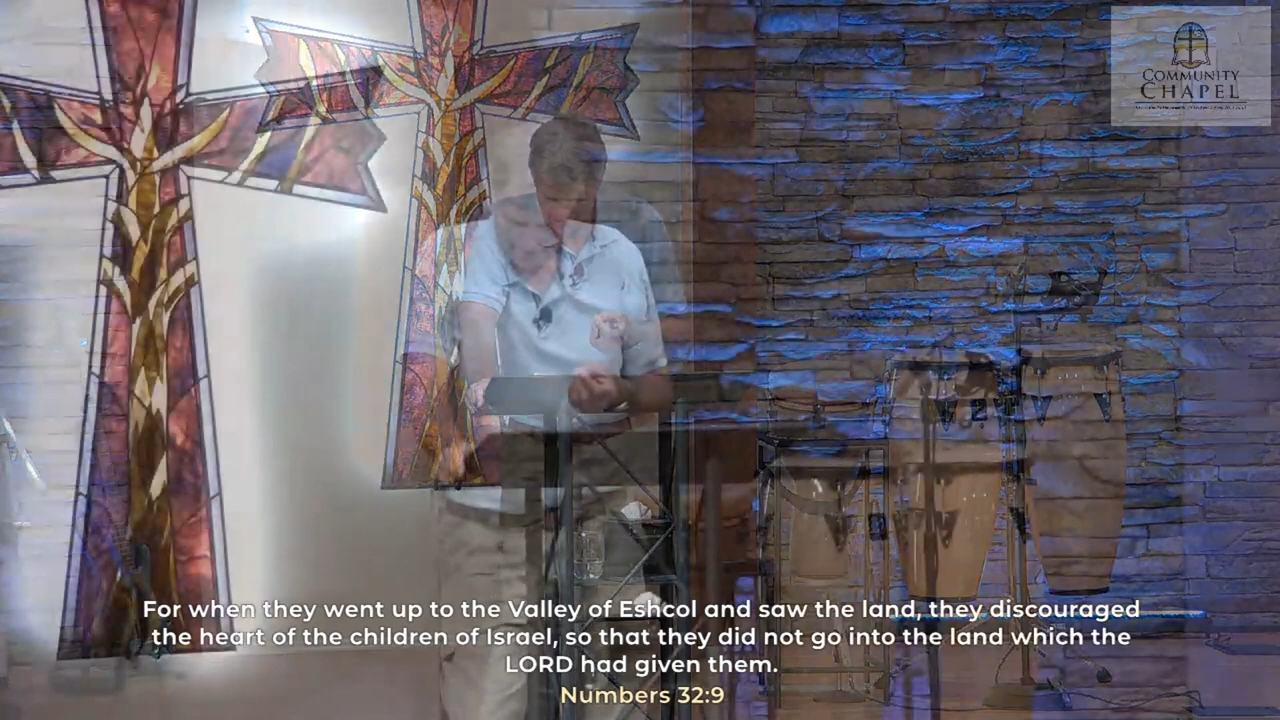 COMMUNITY
CHAPEL
For when they went up to the Valley of Eshcol and saw the land, they discouraged
the heart of the children of Israel, so that they did not go into the land which the
LORD had given them.
Numbers 32:9